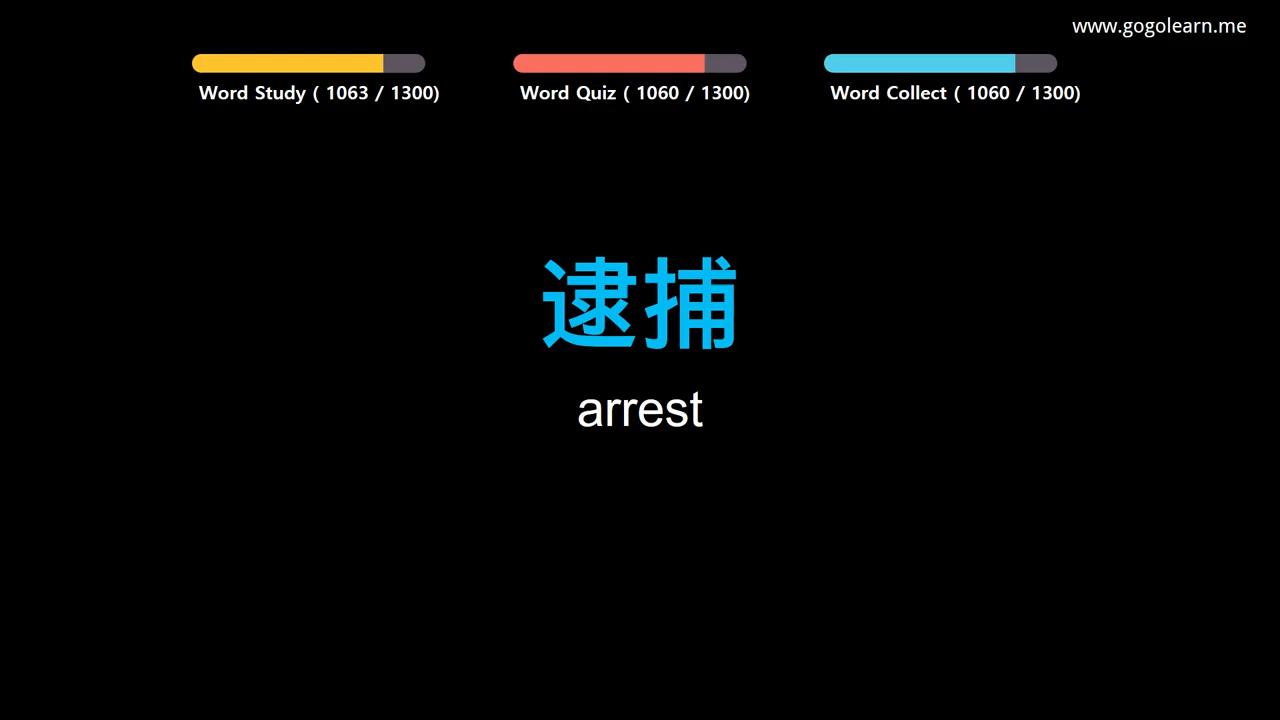 www.gogolearn.me
Word Study ( 1063 / 1300)
Word Quiz ( 1060 / 1300)
Word Collect ( 1060 / 1300)
逮捕
arrest